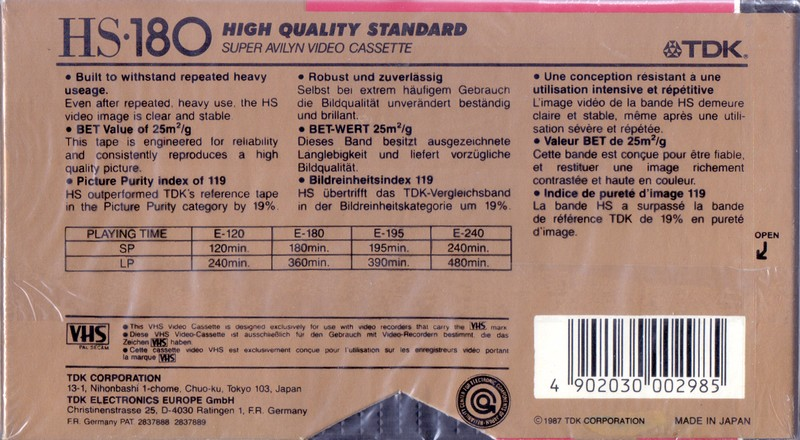 HS·180 HIGH QUALITY STANDARD
SUPER AVILYN VIDEO CASSETTE
TDK®
● Built to withstand repeated heavy
useage.
Even after repeated, heavy use, the HS
video image is clear and stable.
● BET Value of 25m²/g
This tape is engineered for reliability
and consistently reproduces a high
quality picture.
● Picture Purity index of 119
HS outperformed TDK's reference tape
in the Picture Purity category by 19%.
● Robust und zuverlässig
Selbst bei extrem häufigem Gebrauch
die Bildqualität unverändert beständig
und brillant.
● BET-WERT 25m²/g
Dieses Band besitzt ausgezeichnete
Langlebigkeit und liefert vorzügliche
Bildqualität.
● Bildreinheitsindex 119
HS übertrifft das TDK-Vergleichsband
in der Bildreinheitskategorie um 19%.
● Une conception résistant a une
utilisation intensive et répétitive
L'image vidéo de la bande HS demeure
claire et stable, même après une utili-
sation sévère et répétée.
● Valeur BET de 25m²/g
Cette bande est conçue pour être fiable,
et restituer une image richement
contrastée et haute en couleur.
● Indice de pureté d'image 119
La bande HS a surpassé la bande
de référence TDK de 19% en pureté
d'image.
OPEN
PLAYING TIME E-120 E-180 E-195 E-240
SP 120min. 180min. 195min. 240min.
LP 240min. 360min. 390min. 480min.
VHS
PAL SECAM
● This VHS Video Cassette is designed exclusively for use with video recorders that carry the VHS mark.
● Diese VHS Video-Cassette ist ausschließlich für den Gebrauch mit Video-Recordern bestimmt, die das
Zeichen VHS haben.
● Cette cassette video VHS est exclusivement conçue pour l'utilisation sur les enregistreurs video portant
la marque VHS
TDK CORPORATION
13-1, Nihonbashi 1-chome, Chuo-ku, Tokyo 103, Japan
TDK ELECTRONICS EUROPE GmbH
Christinenstrasse 25, D-4030 Ratingen 1, F.R. Germany
F.R. Germany PAT. 2837888 2837889
4 902030 002985
©1987 TDK CORPORATION MADE IN JAPAN